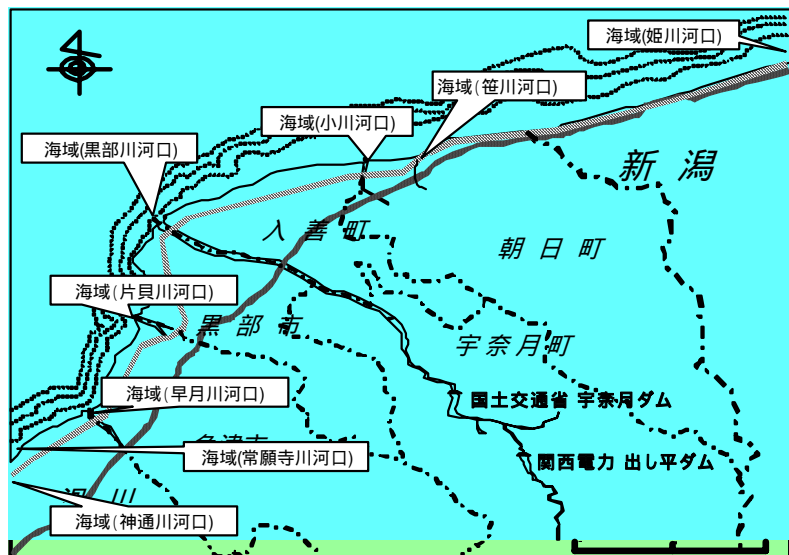 海域(姫川河口)
海域(笹川河口)
海域(小川河口)
海域(黒部川河口)
新潟
入善町
朝日町
海域(片貝川河口)
黒部市
宇奈月町
海域(早月川河口)
国土交通省 宇奈月ダム
海域(常願寺川河口)
関西電力 出し平ダム
海域(神通川河口)